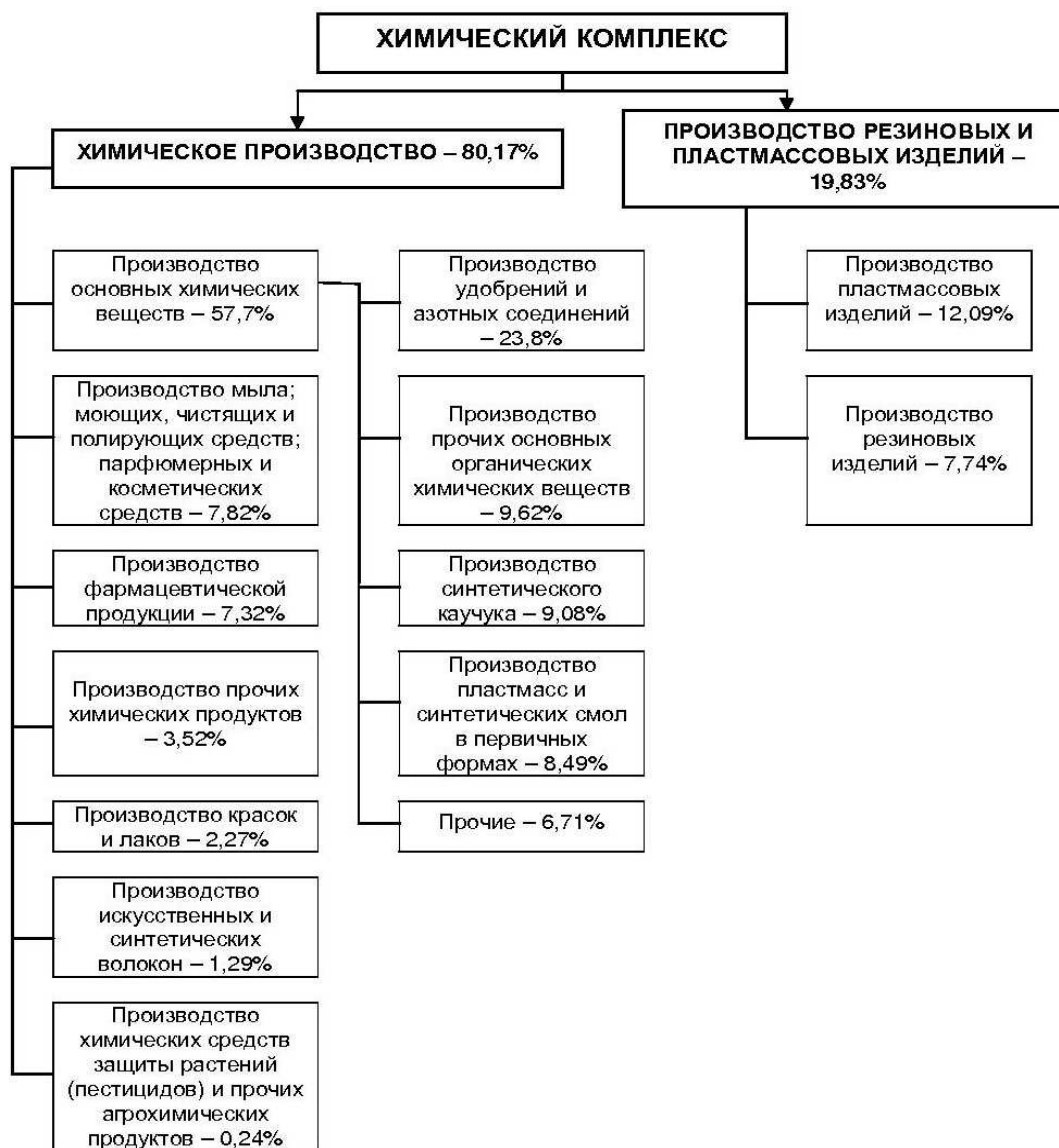 ХИМИЧЕСКИЙ КОМПЛЕКС
ХИМИЧЕСКОЕ ПРОИЗВОДСТВО – 80,17%
ПРОИЗВОДСТВО РЕЗИНОВЫХ И
ПЛАСТМАССОВЫХ ИЗДЕЛИЙ –
19,83%
Производство
основных химических
веществ – 57,7%
Производство мыла;
моющих, чистящих и
полирующих средств;
парфюмерных и
косметических
средств – 7,82%
Производство
фармацевтической
продукции – 7,32%
Производство прочих
химических продуктов
– 3,52%
Производство красок
и лаков – 2,27%
Производство
искусственных и
синтетических
волокон – 1,29%
Производство
химических средств
защиты растений
(пестицидов) и прочих
агрохимических
продуктов – 0,24%
Производство
удобрений и
азотных соединений
– 23,8%
Производство
прочих основных
органических
химических веществ
– 9,62%
Производство
синтетического
каучука – 9,08%
Производство
пластмасс и
синтетических смол
в первичных
формах – 8,49%
Прочие – 6,71%
Производство
пластмассовых
изделий – 12,09%
Производство
резиновых
изделий – 7,74%